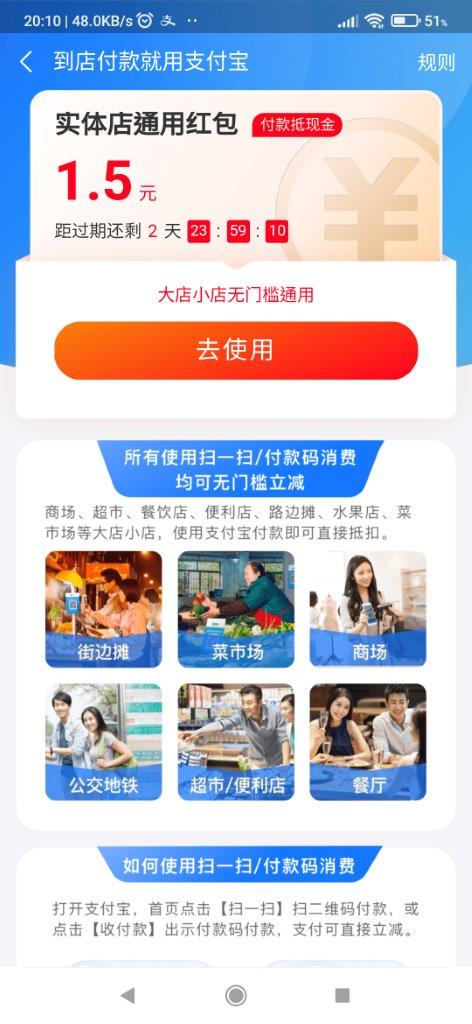 20:10 | 48.0KB/s
51%
到店付款就用支付宝
规则
实体店通用红包
付款抵现金
1.5元
距过期还剩 2 天 23 : 59 : 10
大店小店无门槛通用
去使用
所有使用扫一扫/付款码消费
均可无门槛立减
商场、超市、餐饮店、便利店、路边摊、水果店、菜
市场等大店小店，使用支付宝付款即可直接抵扣。
街边摊
菜市场
商场
公交地铁
超市/便利店
餐厅
如何使用扫一扫/付款码消费
打开支付宝，首页点击【扫一扫】扫二维码付款，或
点击【收付款】出示付款码付款，支付可直接立减。